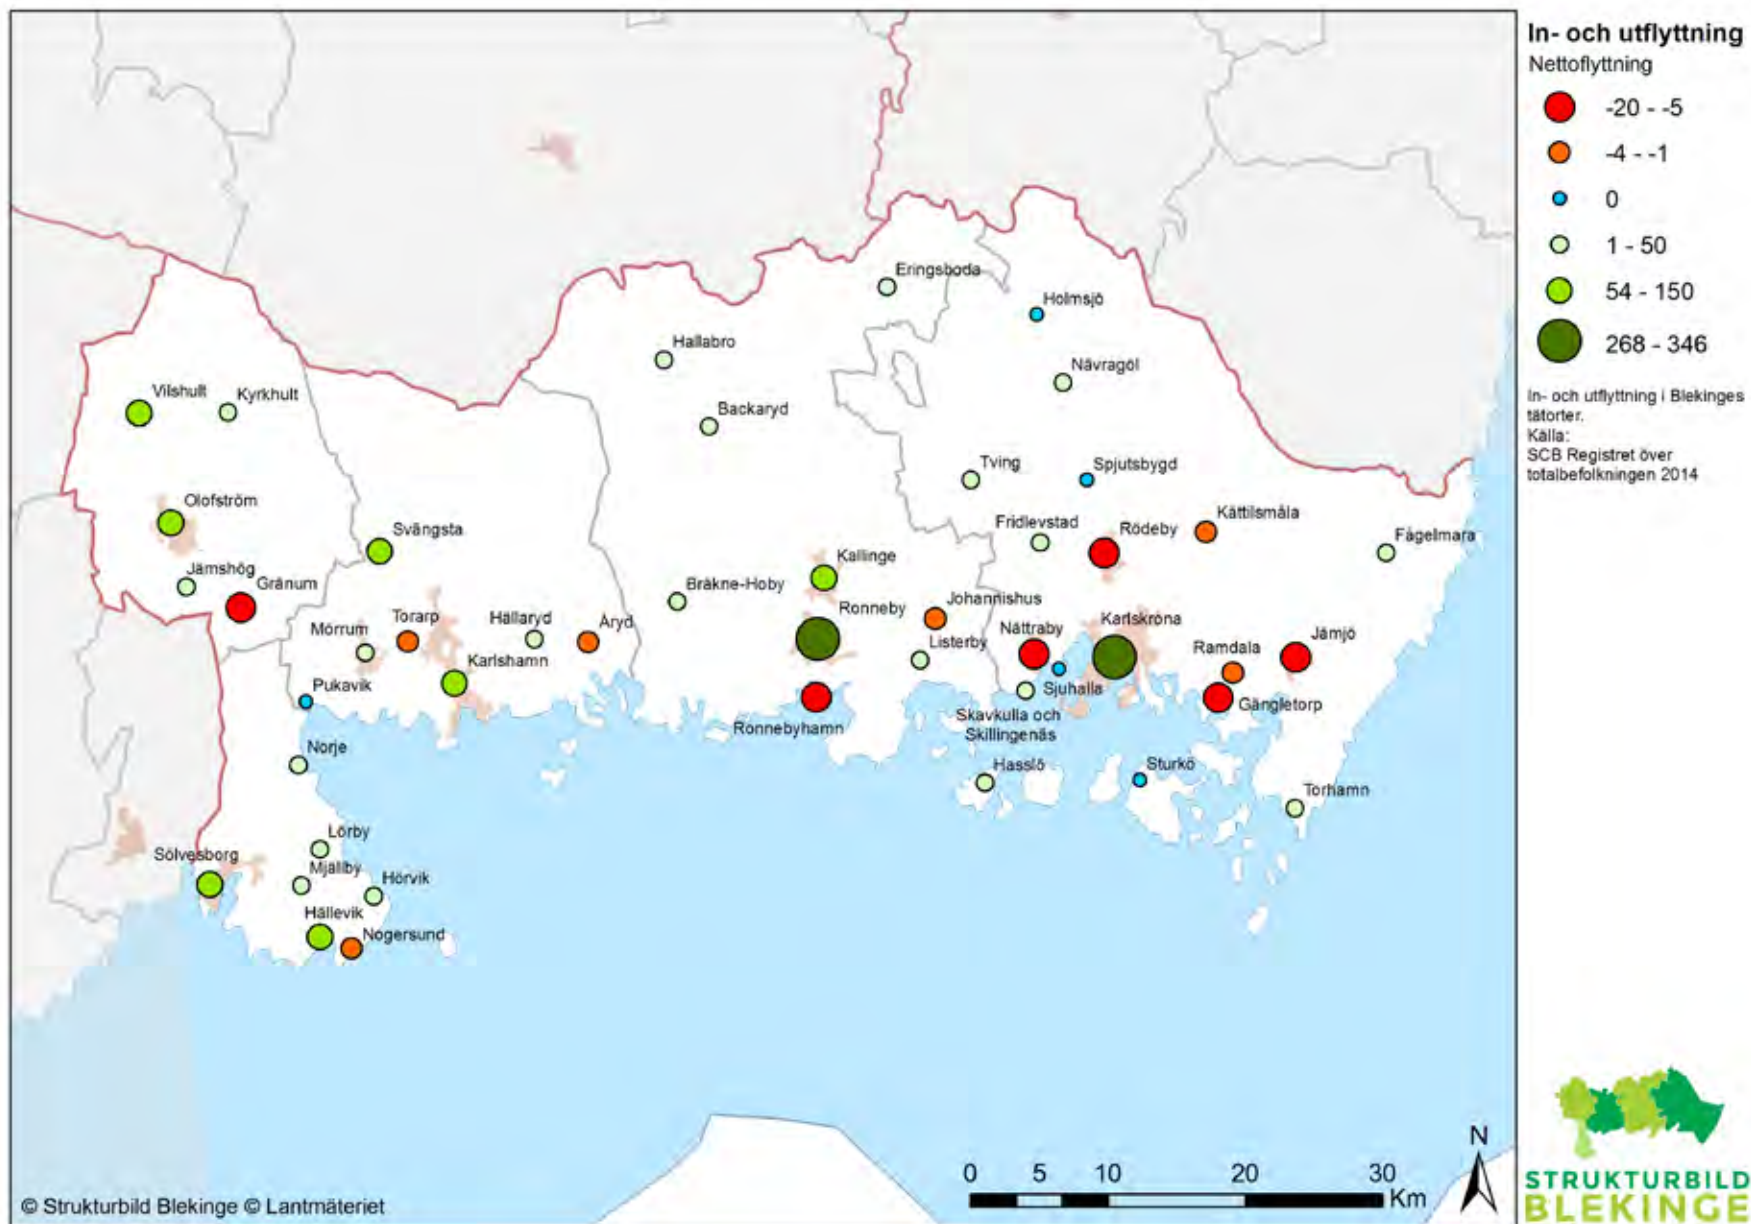 In- och utflyttning
Nettoflyttning
-20 - -5
-4 - -1
0
1 - 50
54 - 150
268 - 346
In- och utflyttning i Blekinges
tätorter.
Källa:
SCB Registret över
totalbefolkningen 2014
Eringsboda
Holmsjö
Hallabro
Nävragöl
Vilshult
Kyrkhult
Backaryd
Tving
Spjutsbygd
Olofström
Svängsta
Fridlevstad
Rödeby
Kättilsmåla
Fågelmara
Kallinge
Jämshög
Gränum
Bräkne-Hoby
Ronneby
Johannishus
Mörrum
Torarp
Hällaryd
Åryd
Listerby
Nättraby
Karlskrona
Ramdala
Jämjö
Karlshamn
Pukavik
Sjuhalla
Gängletorp
Ronnebyhamn
Skavkulla och
Skillingenäs
Norje
Hasslö
Sturkö
Torhamn
Lörby
Sölvesborg
Mjällby
Hörvik
Hällevik
Nogersund
N
0 5 10 20 30
Km
© Strukturbild Blekinge © Lantmäteriet
STRUKTURBILD
BLEKINGE